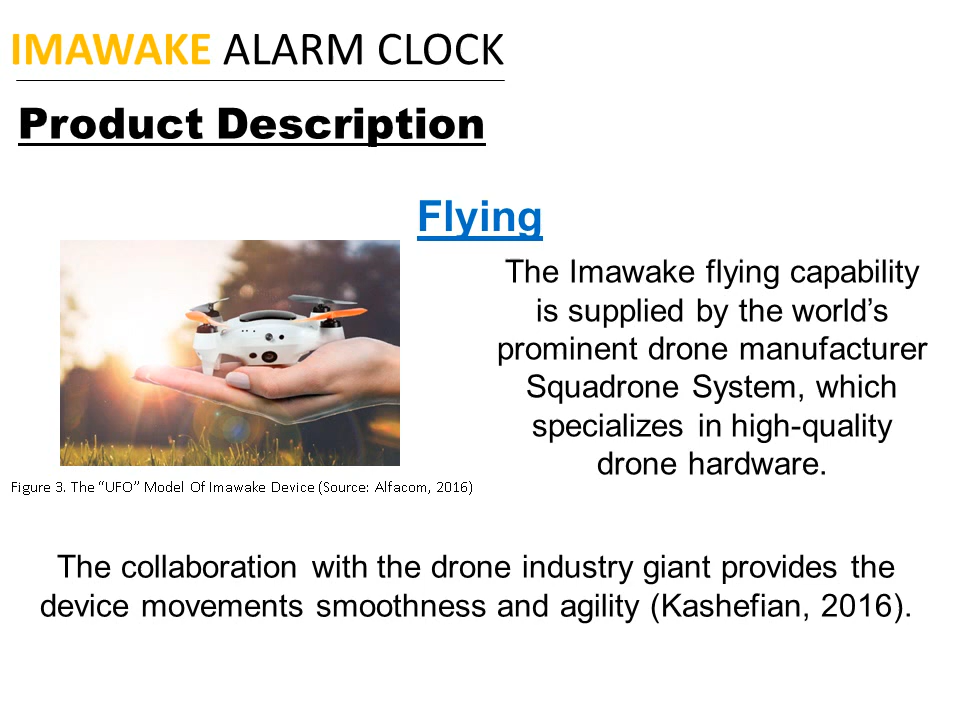 IMAWAKE ALARM CLOCK
Product Description
Flying
The Imawake flying capability
is supplied by the world’s
prominent drone manufacturer
Squadrone System, which
specializes in high-quality
drone hardware.
Figure 3. The “UFO” Model Of Imawake Device (Source: Alfacom, 2016)
The collaboration with the drone industry giant provides the
device movements smoothness and agility (Kashefian, 2016).